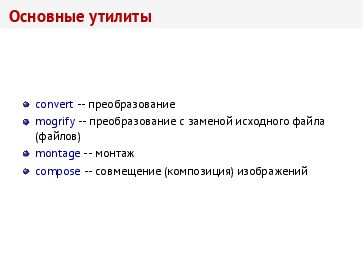 Основные утилиты
convert -- преобразование
mogrify -- преобразование с заменой исходного файла
(файлов)
montage -- монтаж
compose -- совмещение (композиция) изображений